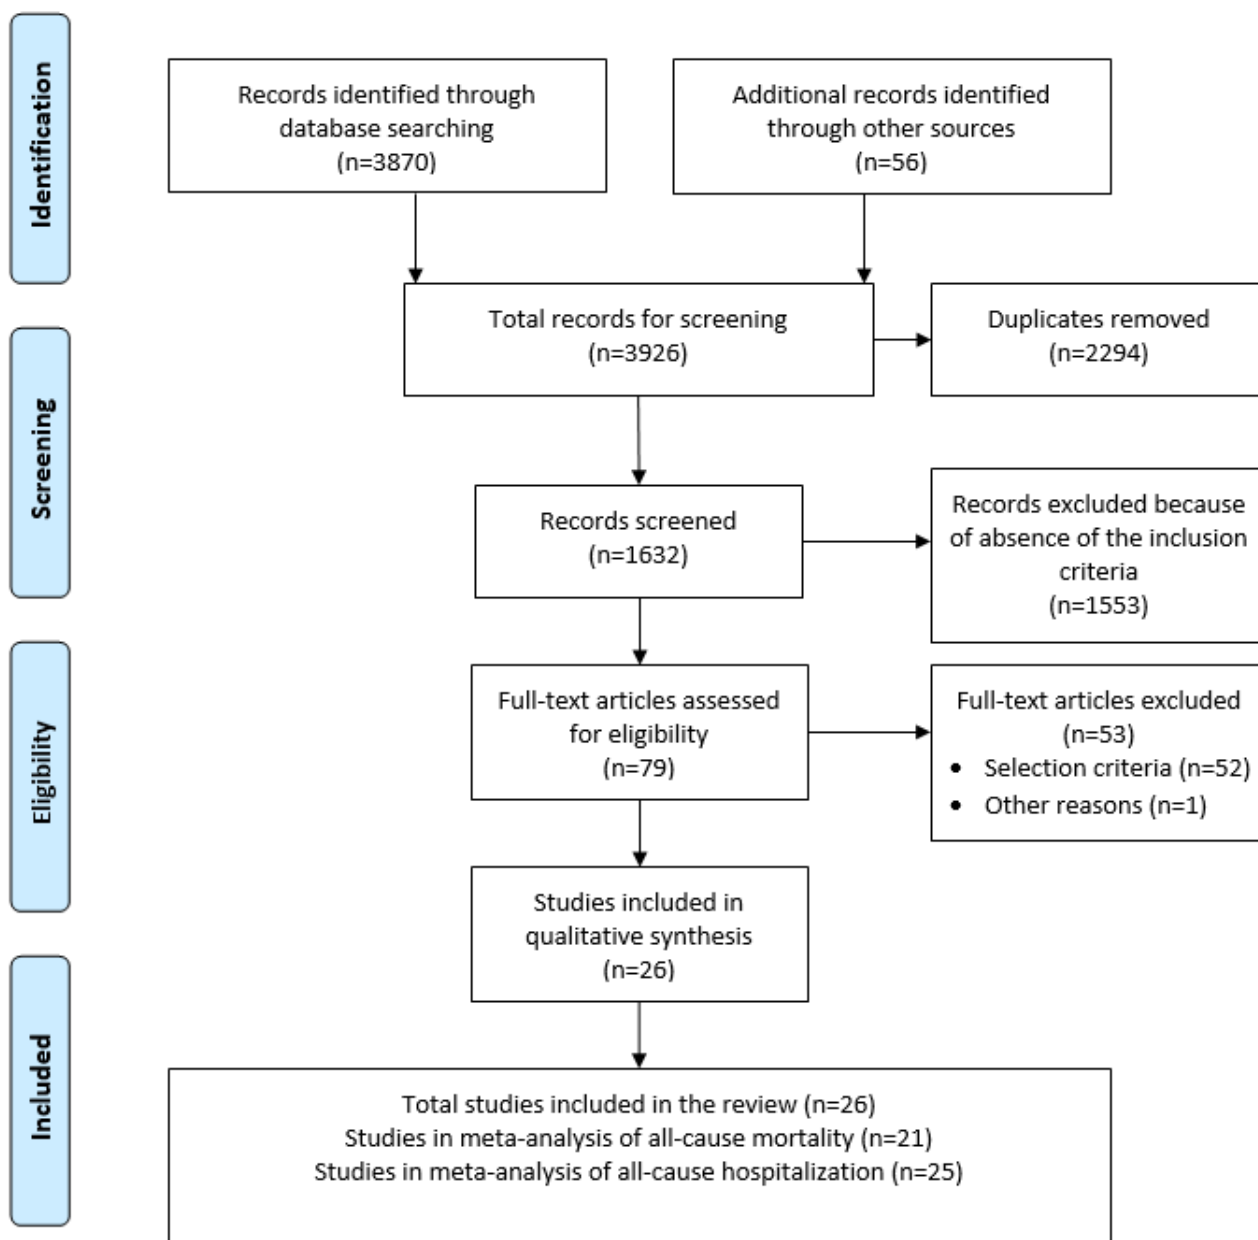 Identification
Records identified through
database searching
(n=3870)
Additional records identified
through other sources
(n=56)
Total records for screening
(n=3926)
Duplicates removed
(n=2294)
Screening
Records screened
(n=1632)
Records excluded because
of absence of the inclusion
criteria
(n=1553)
Eligibility
Full-text articles assessed
for eligibility
(n=79)
Full-text articles excluded
(n=53)
• Selection criteria (n=52)
• Other reasons (n=1)
Studies included in
qualitative synthesis
(n=26)
Included
Total studies included in the review (n=26)
Studies in meta-analysis of all-cause mortality (n=21)
Studies in meta-analysis of all-cause hospitalization (n=25)